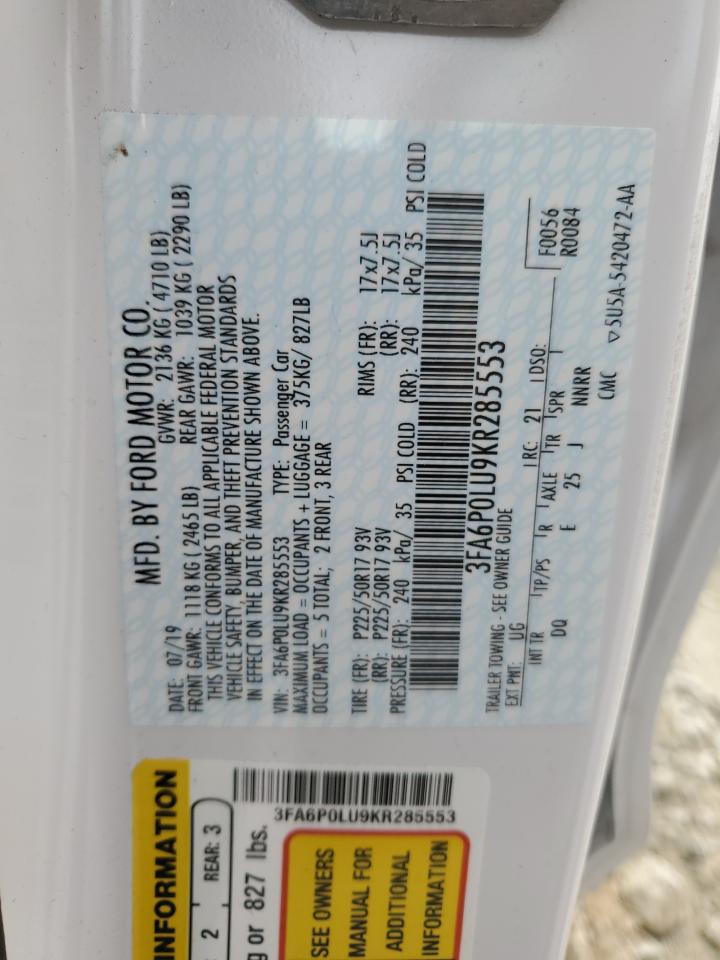 MFD. BY FORD MOTOR CO.
DATE: 07/19 GVWR: 2136 KG ( 4710 LB)
FRONT GAWR: 1118 KG ( 2465 LB) REAR GAWR: 1039 KG ( 2290 LB)
THIS VEHICLE CONFORMS TO ALL APPLICABLE FEDERAL MOTOR
VEHICLE SAFETY, BUMPER, AND THEFT PREVENTION STANDARDS
IN EFFECT ON THE DATE OF MANUFACTURE SHOWN ABOVE.
VIN: 3FA6P0LU9KR285553 TYPE: Passenger Car
MAXIMUM LOAD = OCCUPANTS + LUGGAGE = 375KG/ 827LB
OCCUPANTS = 5 TOTAL; 2 FRONT, 3 REAR
TIRE (FR): P225/50R17 93V RIMS (FR): 17x7.5J
(RR): P225/50R17 93V (RR): 17x7.5J
PRESSURE (FR): 240 kPa/ 35 PSI COLD (RR): 240 kPa/ 35 PSI COLD
3FA6P0LU9KR285553
TRAILER TOWING - SEE OWNER GUIDE
EXT PNT: UG RC: 21 DSO: F0056
R0084
INT TR TP/PS R AXLE TR SPR
DQ E 25 J NNRR
CMC ▽5U5A-5420472-AA
INFORMATION
2 REAR: 3
g or 827 lbs.
3FA6P0LU9KR285553
SEE OWNERS
MANUAL FOR
ADDITIONAL
INFORMATION